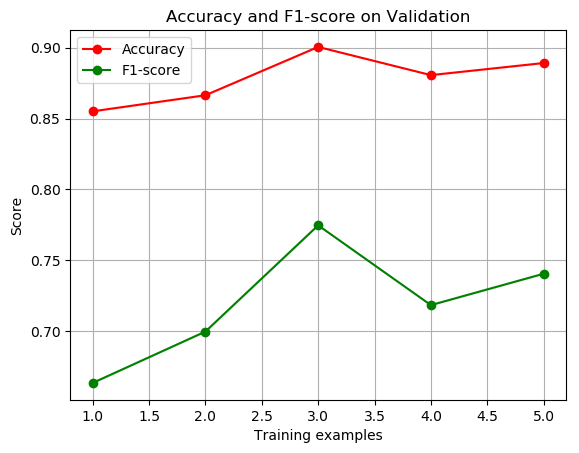 Accuracy and F1-score on Validation
Accuracy
F1-score
0.90
0.85
0.80
0.75
0.70
Score
1.0 1.5 2.0 2.5 3.0 3.5 4.0 4.5 5.0
Training examples